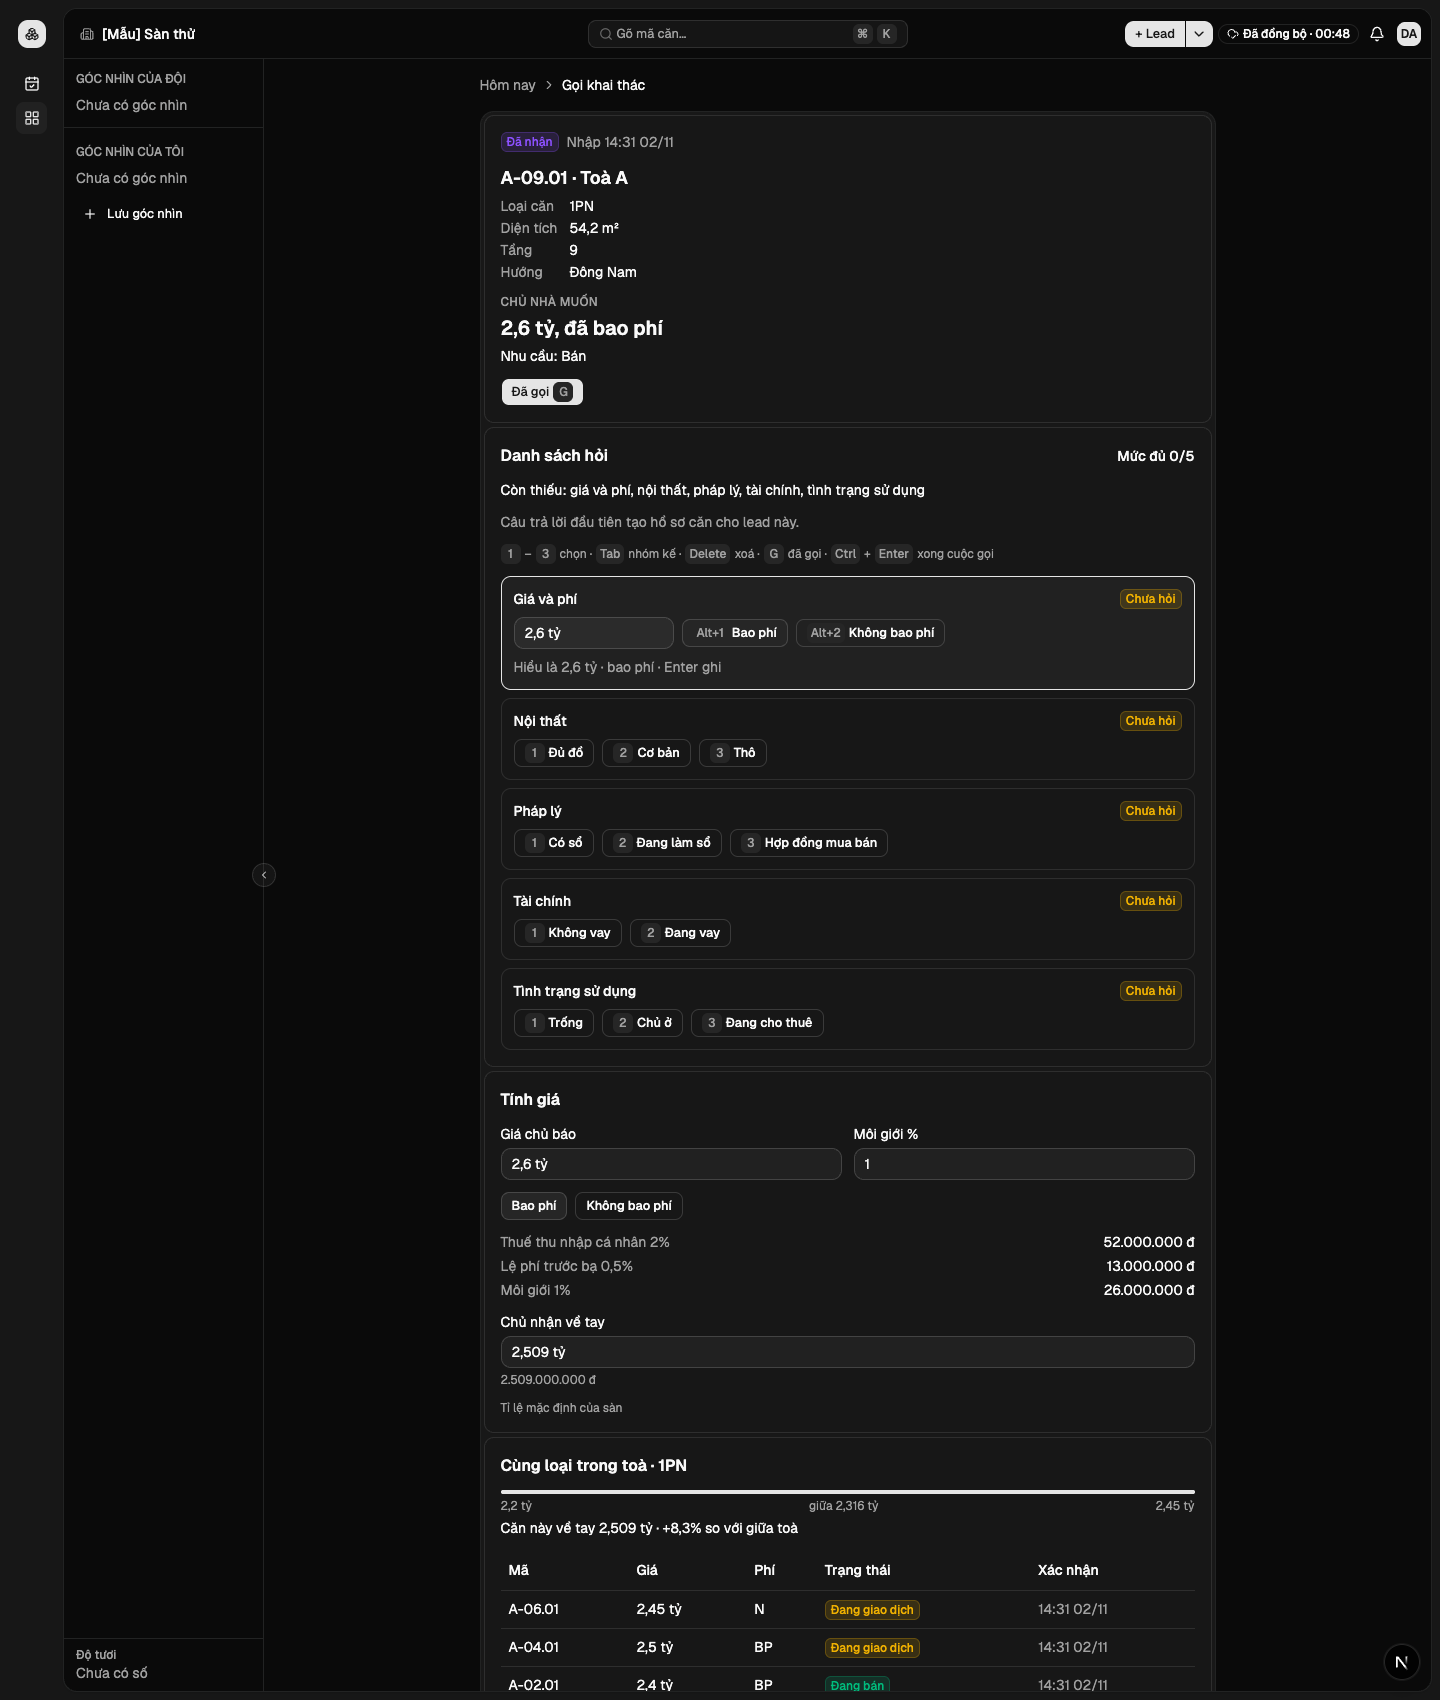 [Mẫu] Sàn thử
Gõ mã căn...
⌘ K
+ Lead
Đã đồng bộ · 00:48
DA
GÓC NHÌN CỦA ĐỘI
Chưa có góc nhìn
GÓC NHÌN CỦA TÔI
Chưa có góc nhìn
Lưu góc nhìn
Hôm nay > Gọi khai thác
Đã nhận Nhập 14:31 02/11
A-09.01 · Toà A
Loại căn 1PN
Diện tích 54,2 m²
Tầng 9
Hướng Đông Nam
CHỦ NHÀ MUỐN
2,6 tỷ, đã bao phí
Nhu cầu: Bán
Đã gọi G
Danh sách hỏi Mức đủ 0/5
Còn thiếu: giá và phí, nội thất, pháp lý, tài chính, tình trạng sử dụng
Câu trả lời đầu tiên tạo hồ sơ căn cho lead này.
1 – 3 chọn · Tab nhóm kế · Delete xoá · G đã gọi · Ctrl + Enter xong cuộc gọi
Giá và phí Chưa hỏi
2,6 tỷ Alt+1 Bao phí Alt+2 Không bao phí
Hiểu là 2,6 tỷ · bao phí · Enter ghi
Nội thất Chưa hỏi
1 Đủ đồ 2 Cơ bản 3 Thô
Pháp lý Chưa hỏi
1 Có sổ 2 Đang làm sổ 3 Hợp đồng mua bán
Tài chính Chưa hỏi
1 Không vay 2 Đang vay
Tình trạng sử dụng Chưa hỏi
1 Trống 2 Chủ ở 3 Đang cho thuê
Tính giá
Giá chủ báo Môi giới %
2,6 tỷ 1
Bao phí Không bao phí
Thuế thu nhập cá nhân 2% 52.000.000 đ
Lệ phí trước bạ 0,5% 13.000.000 đ
Môi giới 1% 26.000.000 đ
Chủ nhận về tay
2,509 tỷ
2.509.000.000 đ
Tỉ lệ mặc định của sàn
Cùng loại trong toà · 1PN
2,2 tỷ giữa 2,316 tỷ 2,45 tỷ
Căn này về tay 2,509 tỷ · +8,3% so với giữa toà
Mã Giá Phí Trạng thái Xác nhận
A-06.01 2,45 tỷ N Đang giao dịch 14:31 02/11
A-04.01 2,5 tỷ BP Đang giao dịch 14:31 02/11
A-02.01 2,4 tỷ BP Đang bán 14:31 02/11
Độ tươi
Chưa có số
N